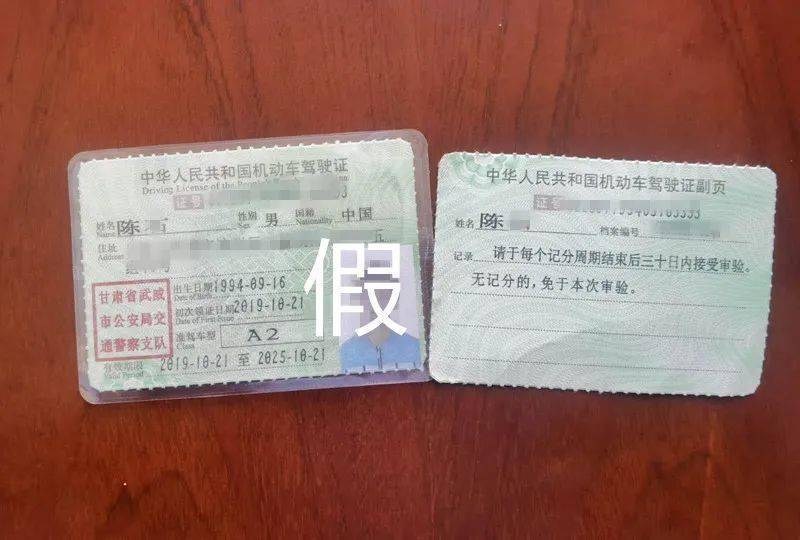 中华人民共和国机动车驾驶证
Driving License of the
证号
姓名 陈
Name
性别 男
Sex
国籍 中国
Nationality
住址
Address
出生日期 1994-09-16
Date of Birth
初次领证日期 2019-10-21
Date of First Issue
准驾车型 A2
Class
有效期限 2019-10-21 至 2025-10-21
Valid Period
甘肃省武威
市公安局交
通警察支队
假
中华人民共和国机动车驾驶证副页
证号
姓名 陈
Name
档案编号
记录 请于每个记分周期结束后三十日内接受审验。
无记分的，免于本次审验。